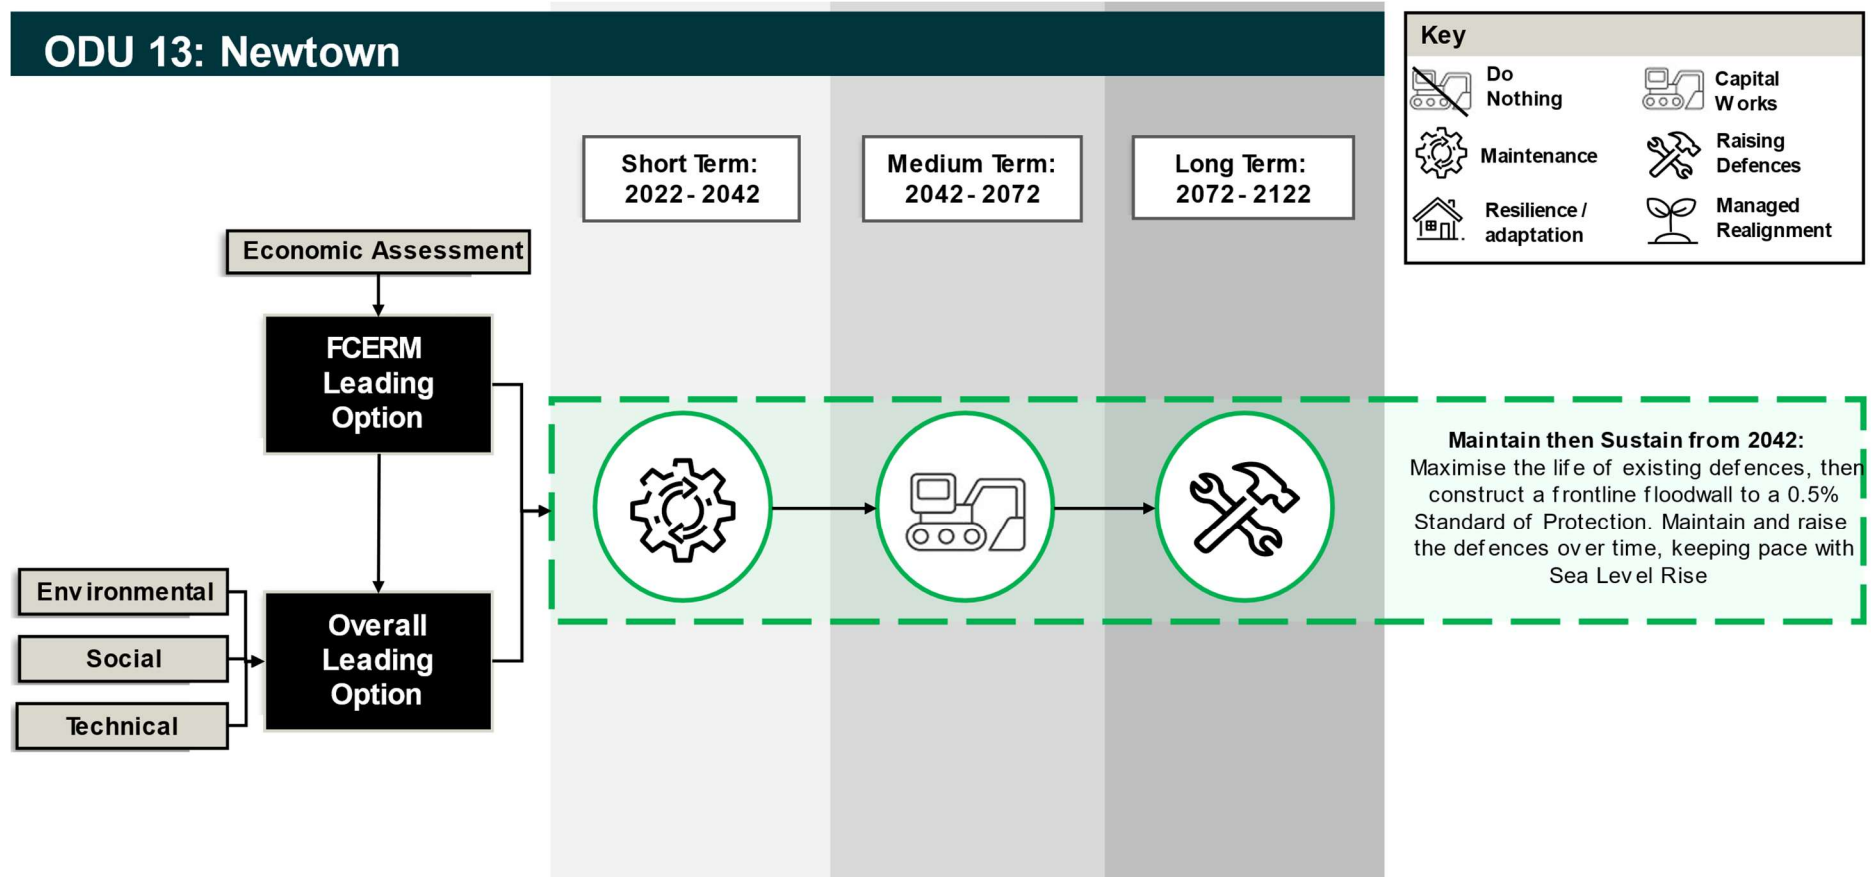 ODU 13: Newtown
Key
Do
Nothing
Capital
Works
Maintenance
Raising
Defences
Resilience /
adaptation
Managed
Realignment
Short Term:
2022 - 2042
Medium Term:
2042 - 2072
Long Term:
2072 - 2122
Economic Assessment
FCERM
Leading
Option
Environmental
Social
Technical
Overall
Leading
Option
Maintain then Sustain from 2042:
Maximise the life of existing defences, then
construct a frontline floodwall to a 0.5%
Standard of Protection. Maintain and raise
the defences over time, keeping pace with
Sea Level Rise